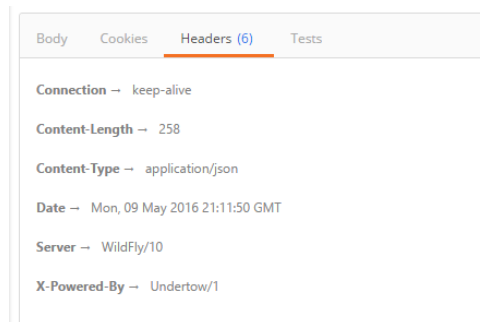 Body Cookies Headers (6) Tests
Connection → keep-alive
Content-Length → 258
Content-Type → application/json
Date → Mon, 09 May 2016 21:11:50 GMT
Server → WildFly/10
X-Powered-By → Undertow/1